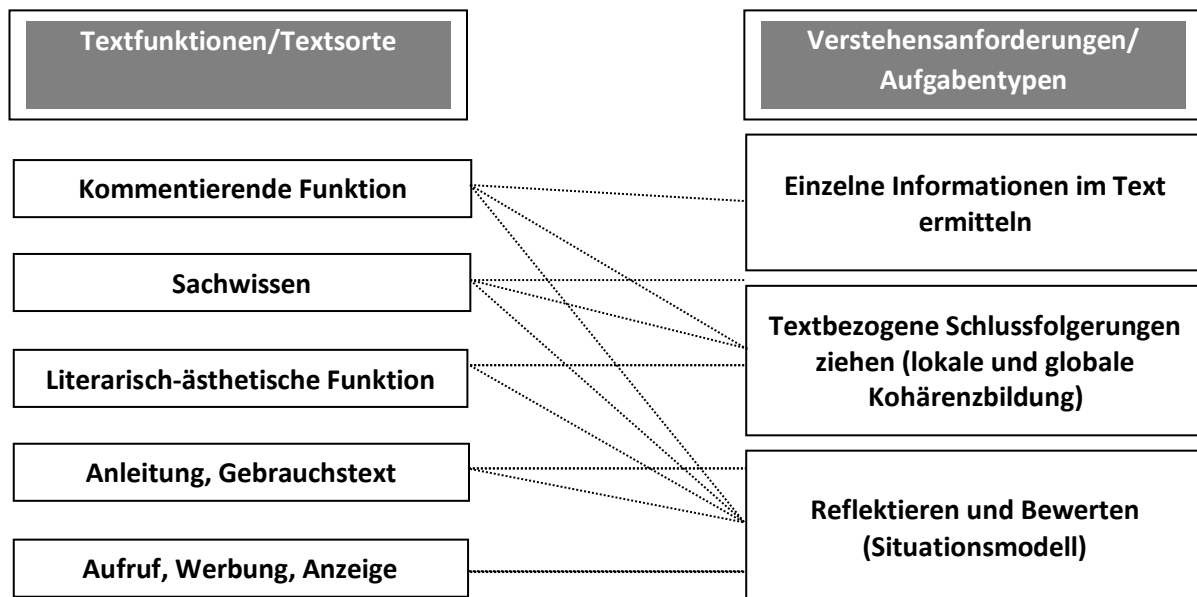 Textfunktionen/Textsorte
Verstehensanforderungen/
Aufgabentypen
Kommentierende Funktion
Einzelne Informationen im Text
ermitteln
Sachwissen
Textbezogene Schlussfolgerungen
ziehen (lokale und globale
Kohärenzbildung)
Literarisch-ästhetische Funktion
Anleitung, Gebrauchstext
Reflektieren und Bewerten
(Situationsmodell)
Aufruf, Werbung, Anzeige